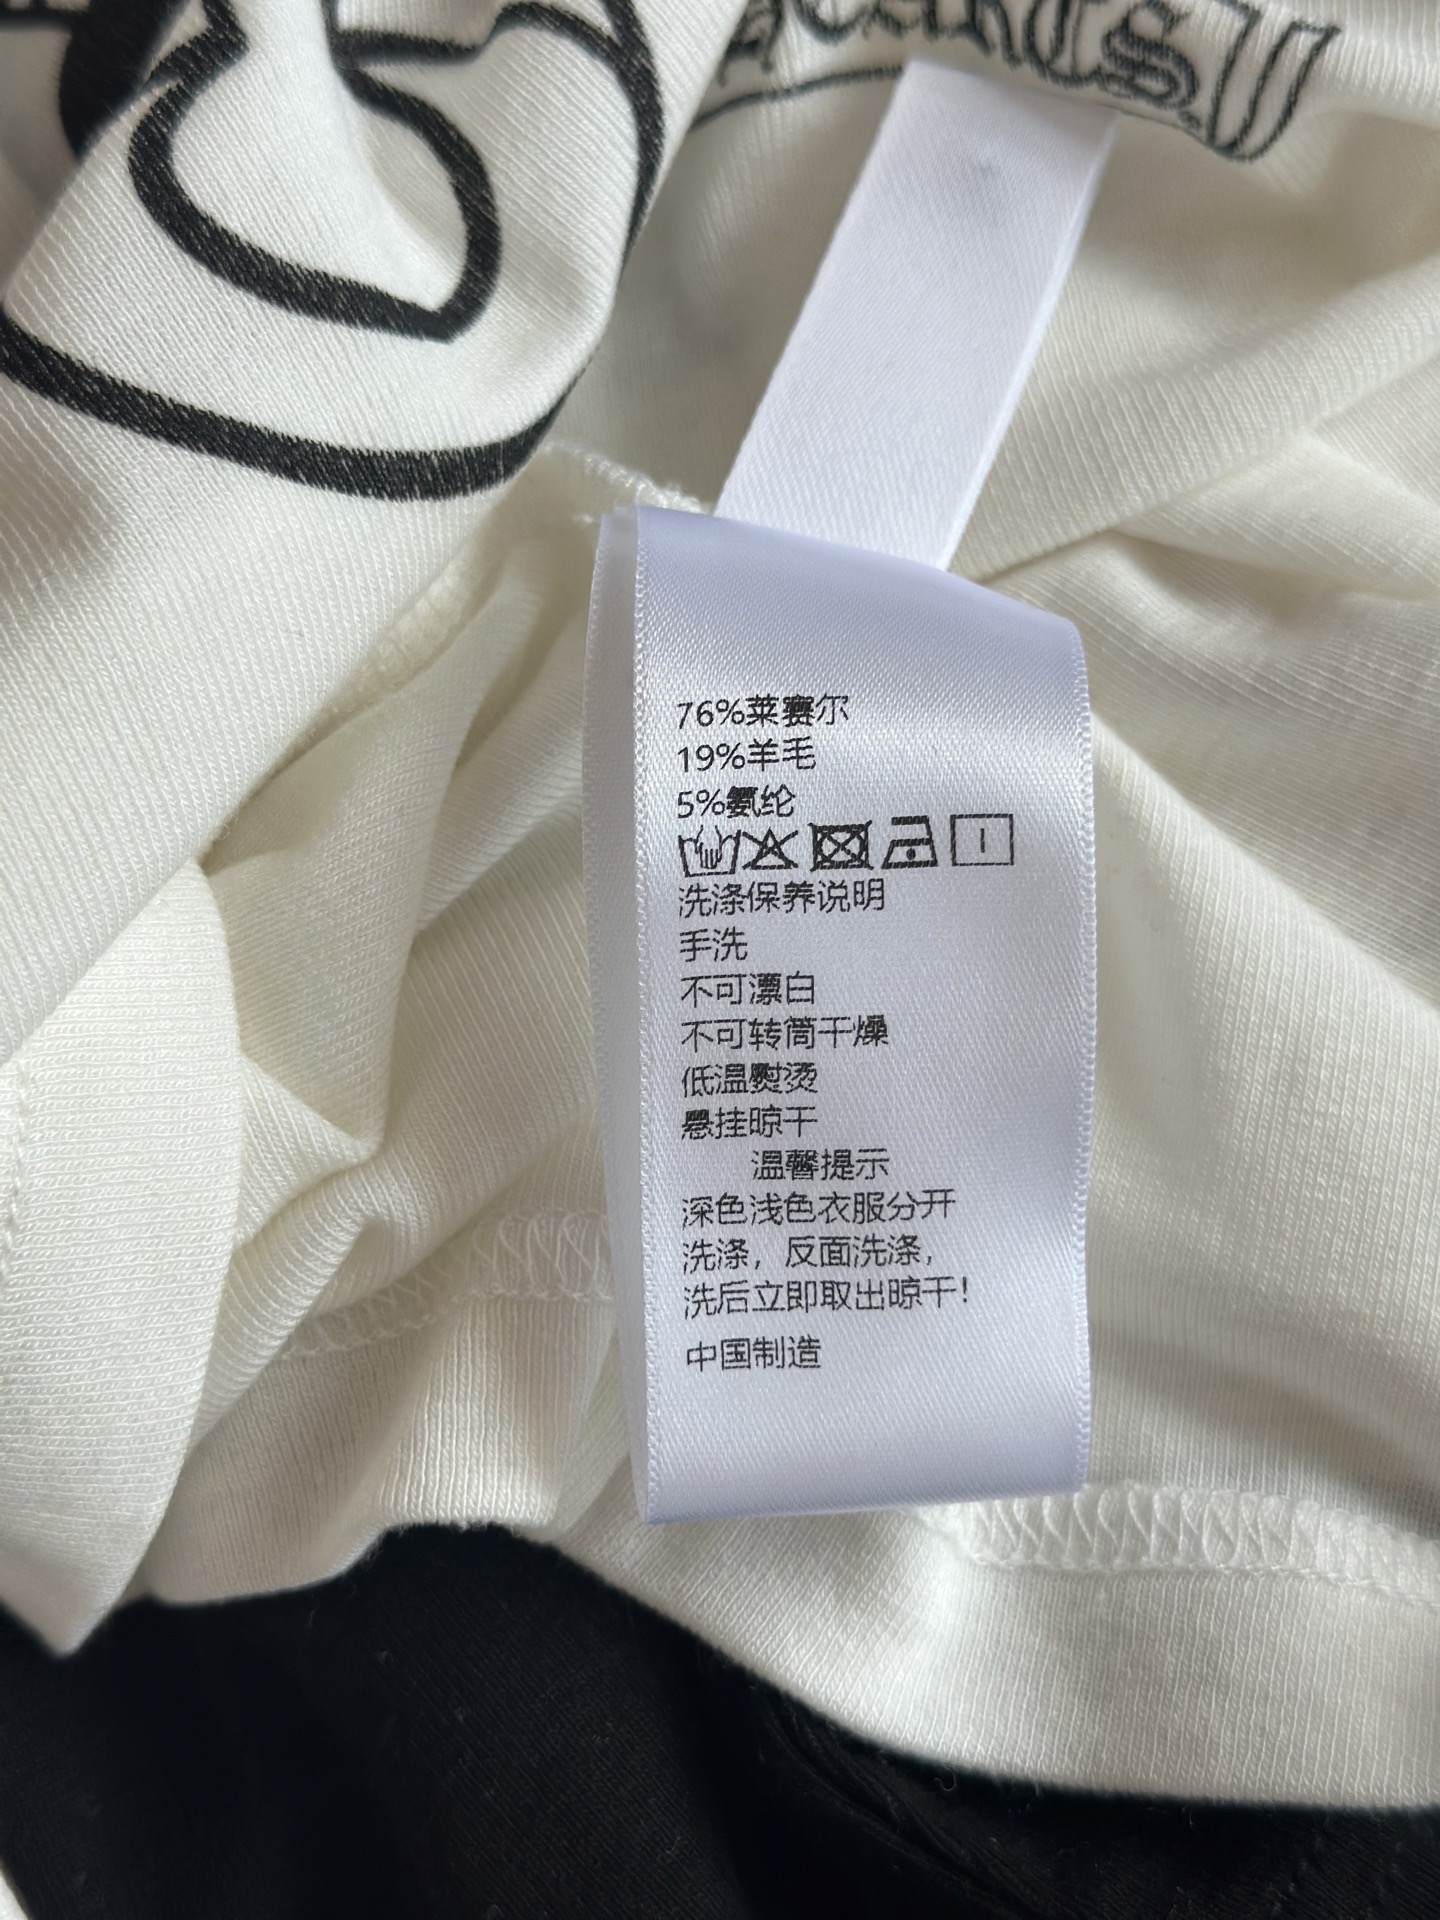 HEARTS
76%莱赛尔
19%羊毛
5%氨纶
洗涤保养说明
手洗
不可漂白
不可转筒干燥
低温熨烫
悬挂晾干
温馨提示
深色浅色衣服分开
洗涤，反面洗涤，
洗后立即取出晾干！
中国制造